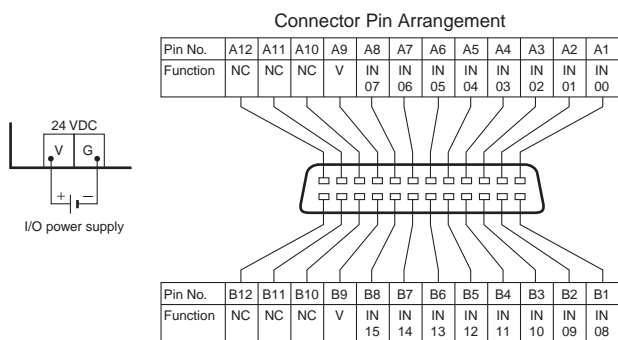 Connector Pin Arrangement
Pin No. A12 A11 A10 A9 A8 A7 A6 A5 A4 A3 A2 A1
Function NC NC NC V IN 07 IN 06 IN 05 IN 04 IN 03 IN 02 IN 01 IN 00
24 VDC
V G
+ −
I/O power supply
Pin No. B12 B11 B10 B9 B8 B7 B6 B5 B4 B3 B2 B1
Function NC NC NC V IN 15 IN 14 IN 13 IN 12 IN 11 IN 10 IN 09 IN 08